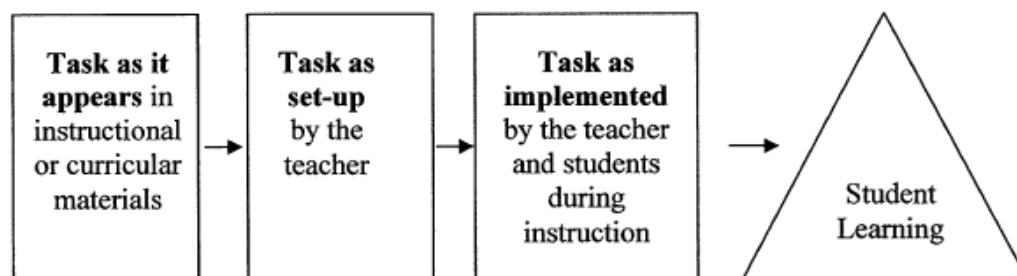 Task as it
appears in
instructional
or curricular
materials
Task as
set-up
by the
teacher
Task as
implemented
by the teacher
and students
during
instruction
Student
Learning